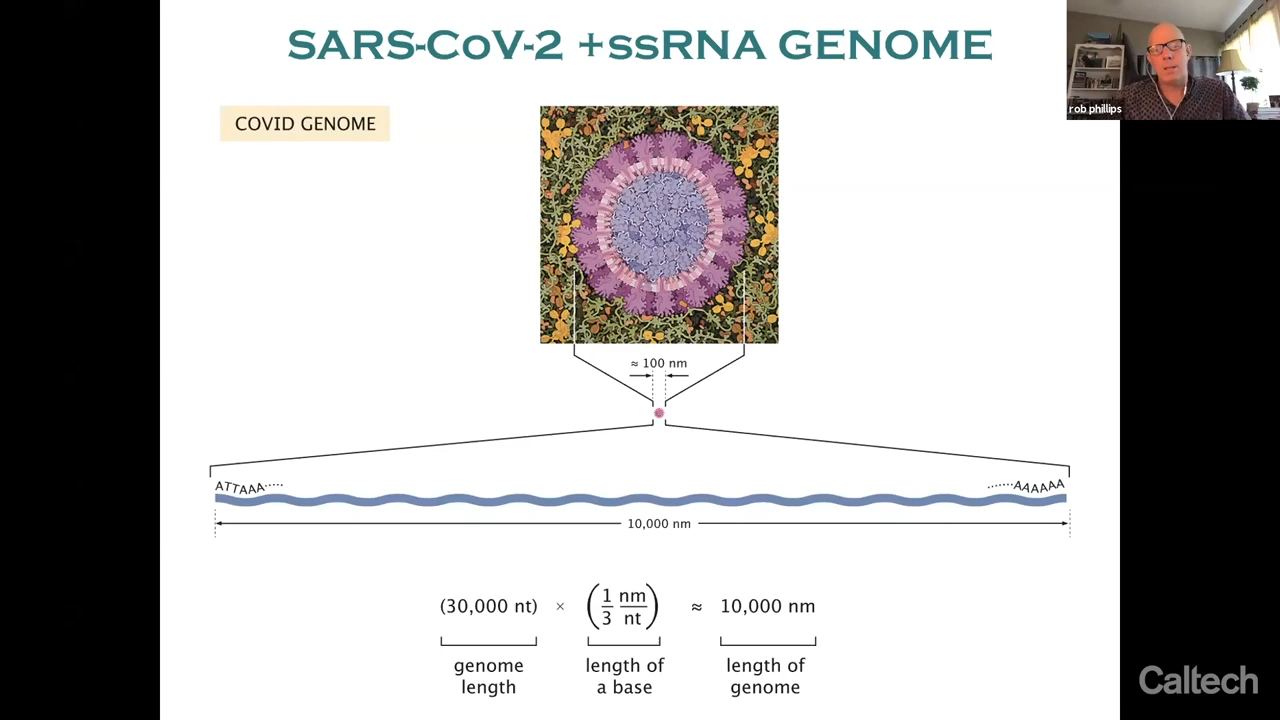 SARS-CoV-2 +ssRNA GENOME
rob phillips
COVID GENOME
≈ 100 nm
ATTAAA·····
·······AAAAAA
10,000 nm
(30,000 nt) × (1/3 nm/nt) ≈ 10,000 nm
genome length
length of a base
length of genome
Caltech